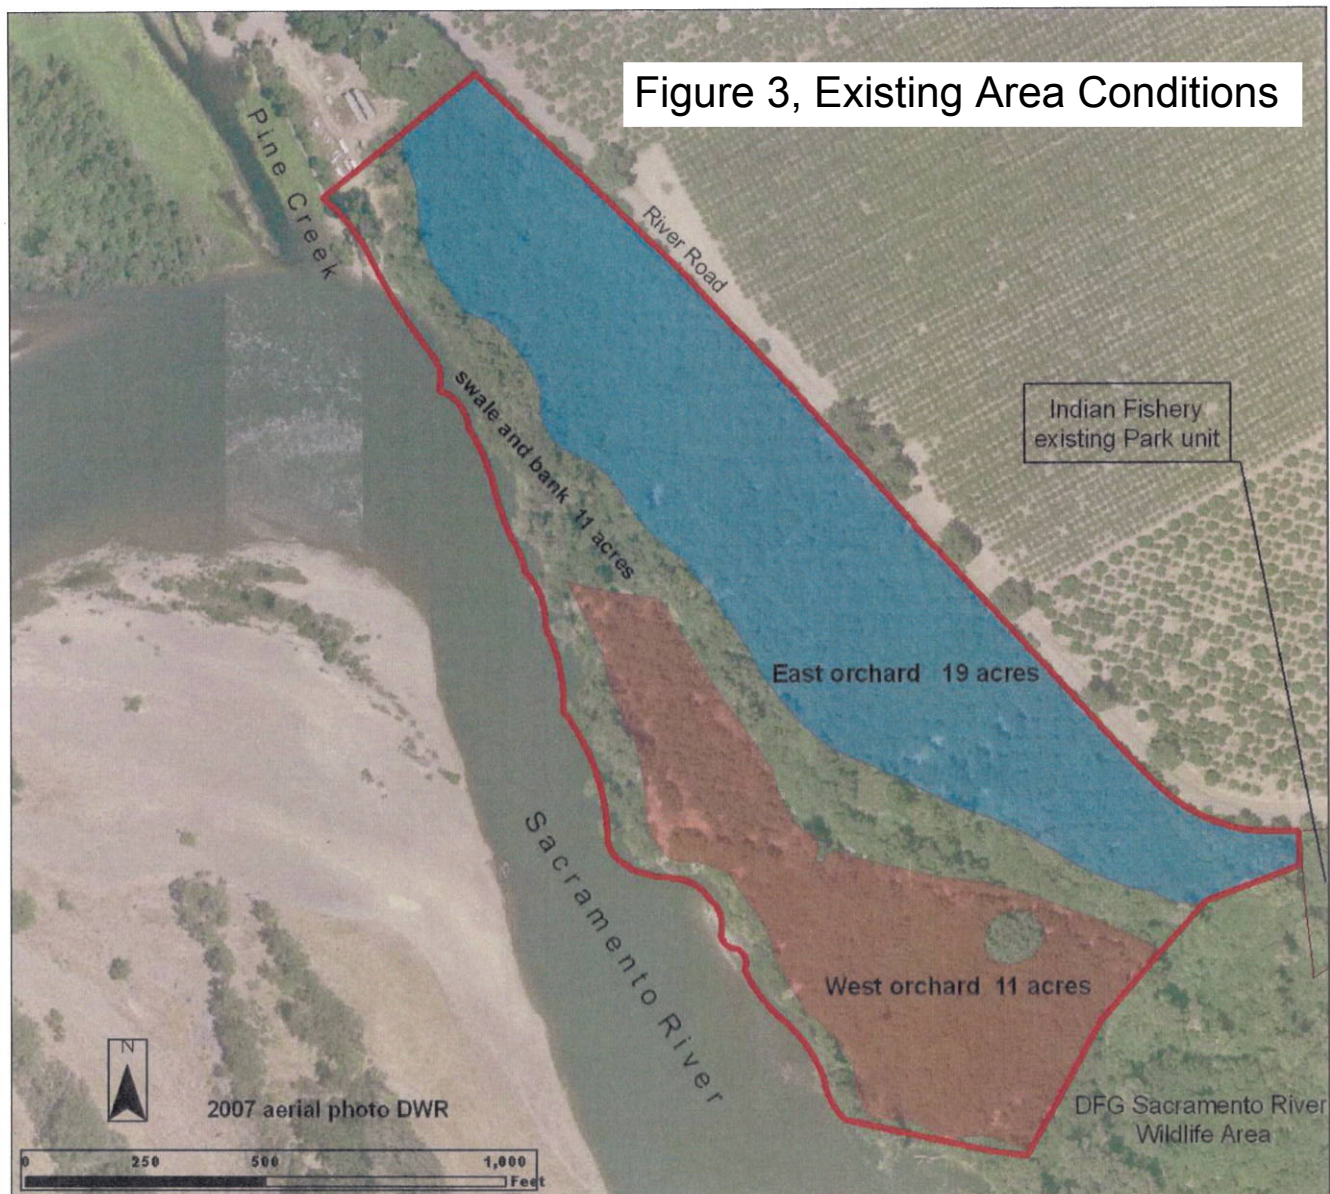 Figure 3, Existing Area Conditions
Pine Creek
River Road
Indian Fishery
existing Park unit
swale and bank 11 acres
East orchard 19 acres
Sacramento River
West orchard 11 acres
N
2007 aerial photo DWR
DFG Sacramento River
Wildlife Area
0 250 500 1,000
Feet